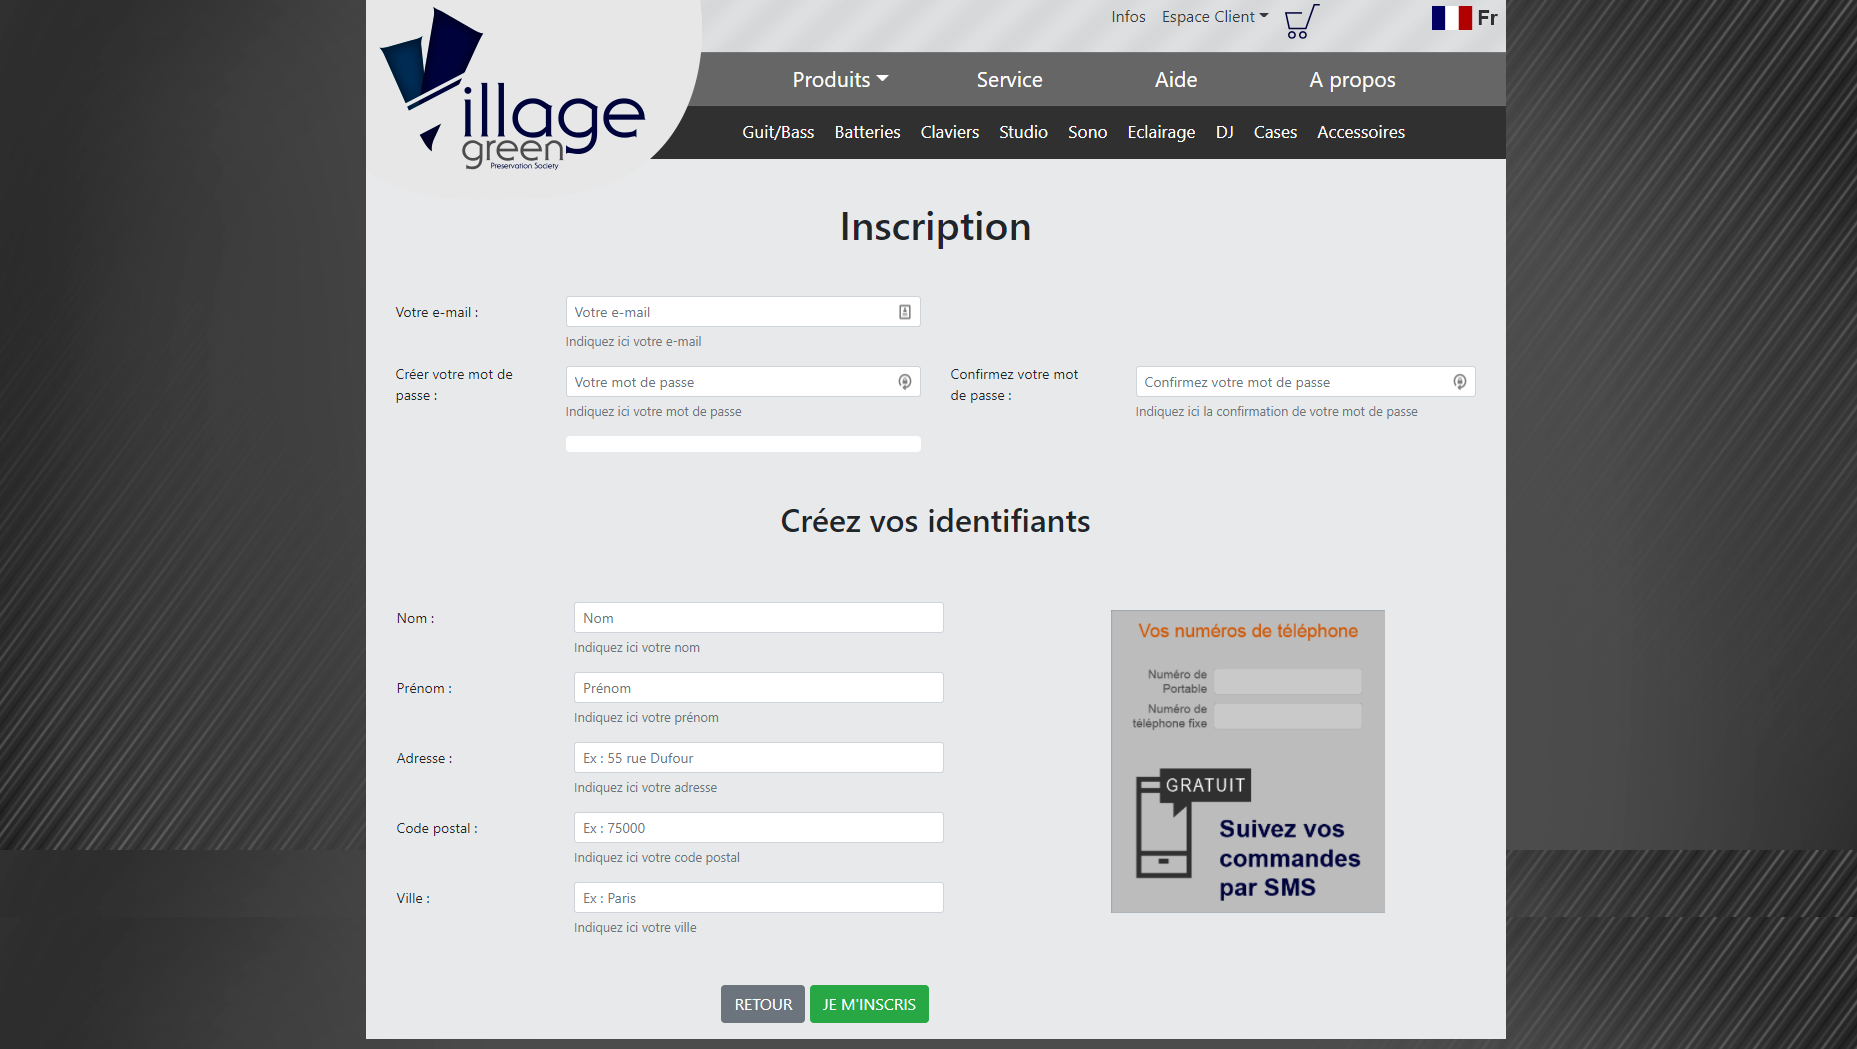 Infos Espace Client Fr
Produits Service Aide A propos
Guit/Bass Batteries Claviers Studio Sono Eclairage DJ Cases Accessoires
illage
green
Preservation Society
Inscription
Votre e-mail : Votre e-mail
Indiquez ici votre e-mail
Créer votre mot de
passe :
Votre mot de passe
Indiquez ici votre mot de passe
Confirmez votre mot
de passe :
Confirmez votre mot de passe
Indiquez ici la confirmation de votre mot de passe
Créez vos identifiants
Nom : Nom
Indiquez ici votre nom
Prénom : Prénom
Indiquez ici votre prénom
Adresse : Ex : 55 rue Dufour
Indiquez ici votre adresse
Code postal : Ex : 75000
Indiquez ici votre code postal
Ville : Ex : Paris
Indiquez ici votre ville
Vos numéros de téléphone
Numéro de
Portable
Numéro de
téléphone fixe
GRATUIT
Suivez vos
commandes
par SMS
RETOUR JE M'INSCRIS